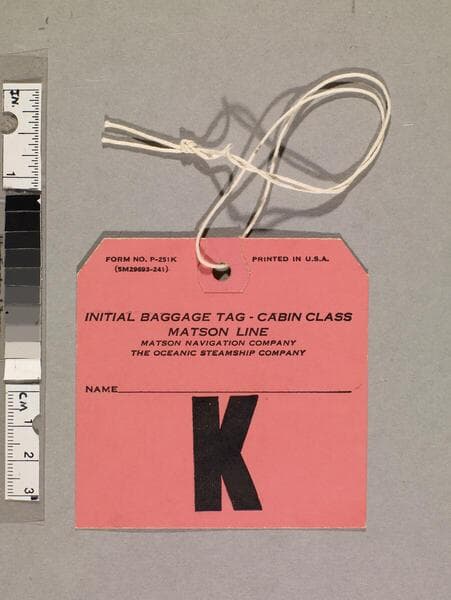 FORM NO. P-251K
(5M29693-241)
PRINTED IN U.S.A.
INITIAL BAGGAGE TAG - CABIN CLASS
MATSON LINE
MATSON NAVIGATION COMPANY
THE OCEANIC STEAMSHIP COMPANY
NAME
K
IN.
1
CM 1
2
3